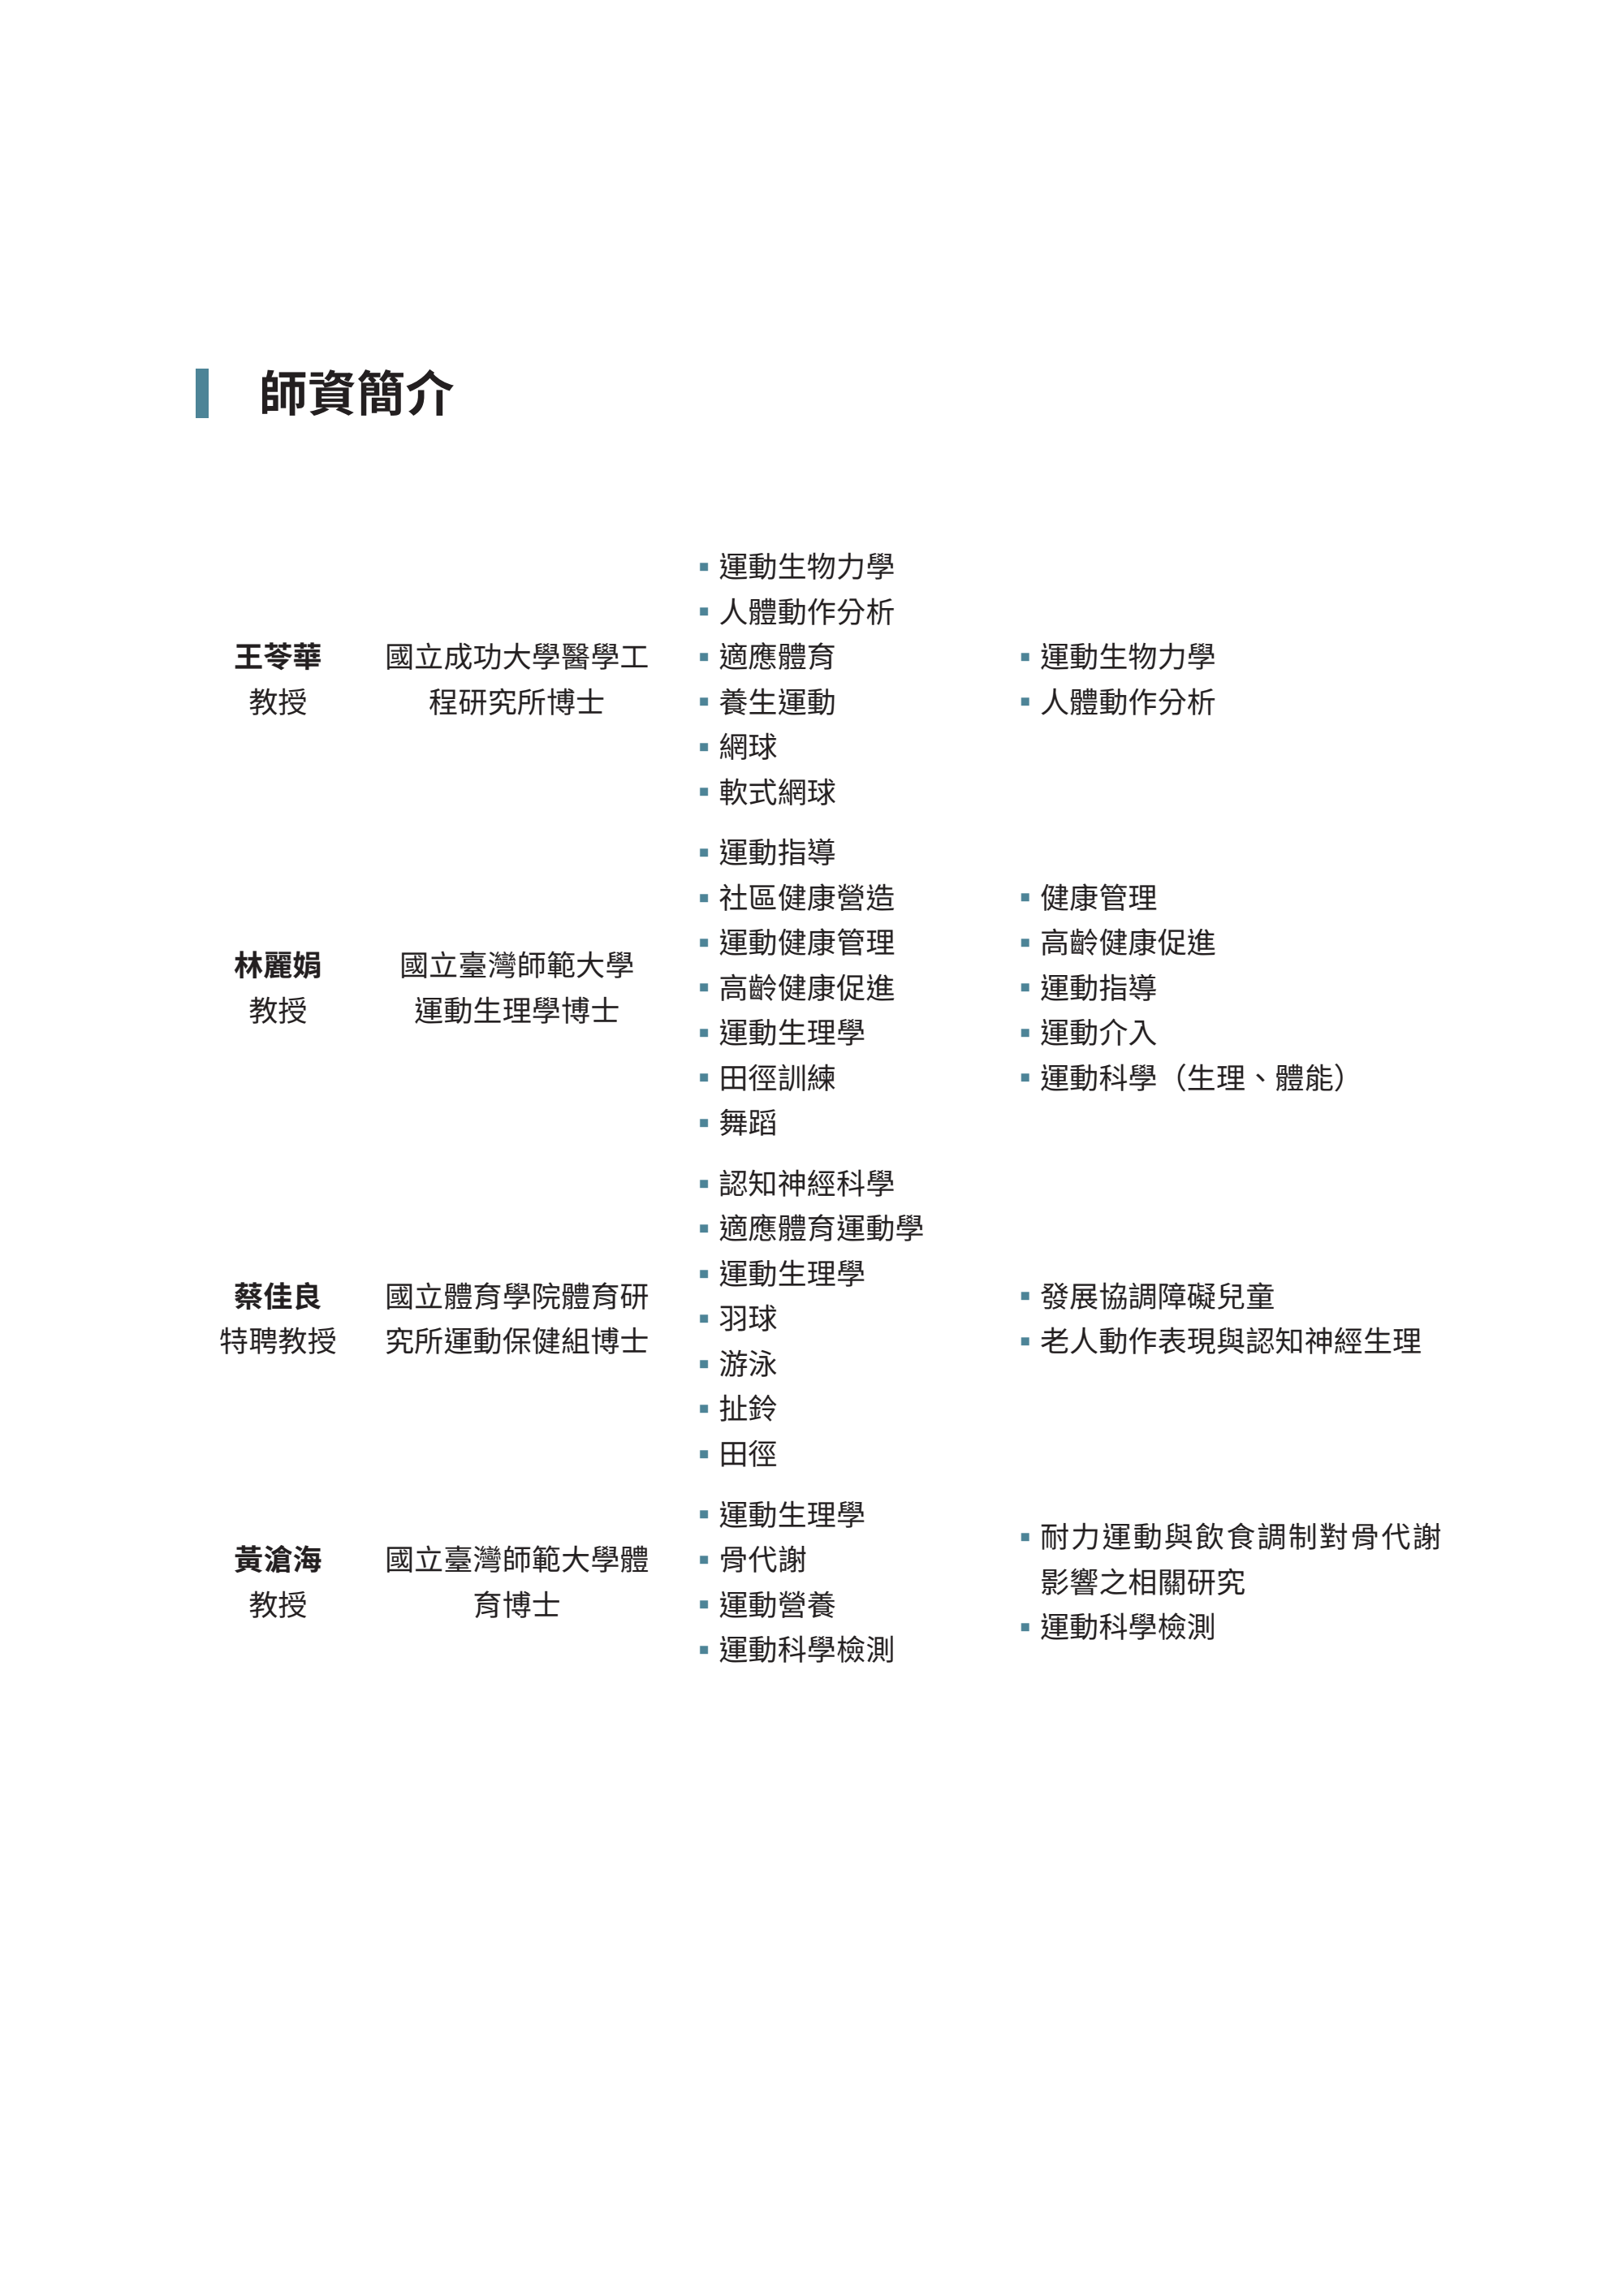 師資簡介
王苓華
教授
國立成功大學醫學工
程研究所博士
▪ 運動生物力學
▪ 人體動作分析
▪ 適應體育
▪ 養生運動
▪ 網球
▪ 軟式網球
▪ 運動生物力學
▪ 人體動作分析
林麗娟
教授
國立臺灣師範大學
運動生理學博士
▪ 運動指導
▪ 社區健康營造
▪ 運動健康管理
▪ 高齡健康促進
▪ 運動生理學
▪ 田徑訓練
▪ 舞蹈
▪ 健康管理
▪ 高齡健康促進
▪ 運動指導
▪ 運動介入
▪ 運動科學（生理、體能）
蔡佳良
特聘教授
國立體育學院體育研
究所運動保健組博士
▪ 認知神經科學
▪ 適應體育運動學
▪ 運動生理學
▪ 羽球
▪ 游泳
▪ 扯鈴
▪ 田徑
▪ 發展協調障礙兒童
▪ 老人動作表現與認知神經生理
黃滄海
教授
國立臺灣師範大學體
育博士
▪ 運動生理學
▪ 骨代謝
▪ 運動營養
▪ 運動科學檢測
▪ 耐力運動與飲食調制對骨代謝
影響之相關研究
▪ 運動科學檢測